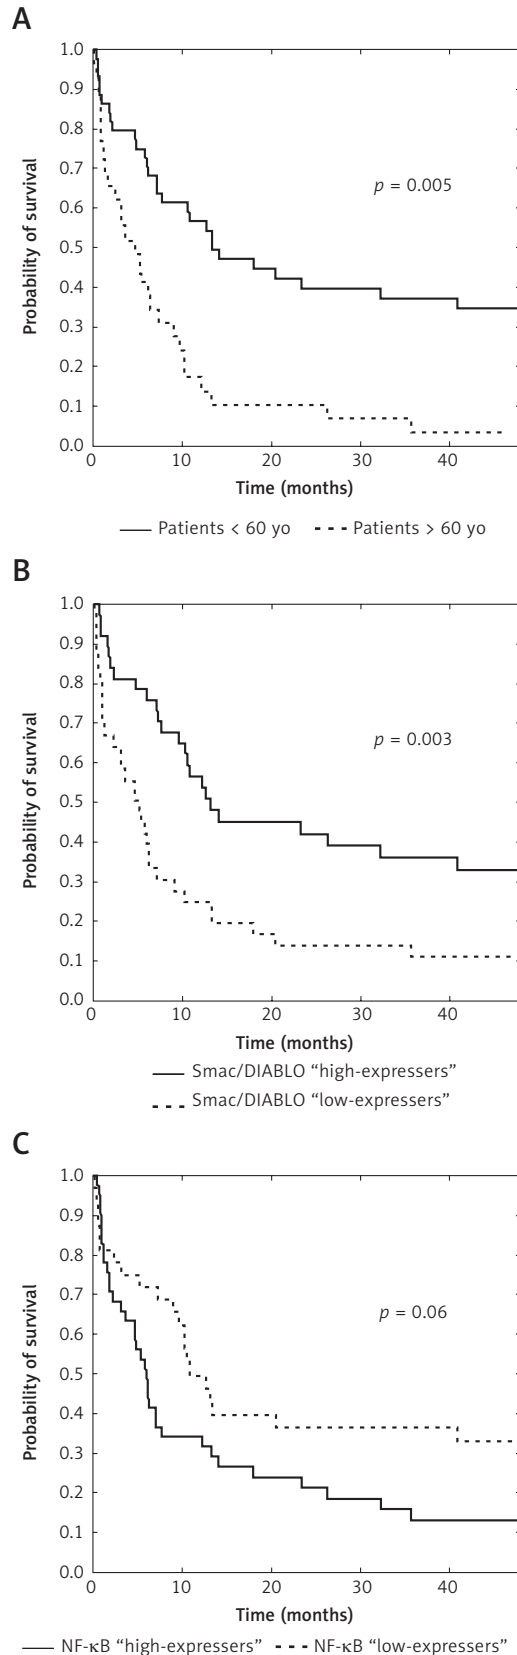 A
1.0
0.9
0.8
0.7
0.6
0.5
0.4
0.3
0.2
0.1
0.0
Probability of survival
p = 0.005
0 10 20 30 40
Time (months)
Patients < 60 yo Patients > 60 yo
B
1.0
0.9
0.8
0.7
0.6
0.5
0.4
0.3
0.2
0.1
0.0
Probability of survival
p = 0.003
0 10 20 30 40
Time (months)
Smac/DIABLO “high-expressers”
Smac/DIABLO “low-expressers”
C
1.0
0.9
0.8
0.7
0.6
0.5
0.4
0.3
0.2
0.1
0.0
Probability of survival
p = 0.06
0 10 20 30 40
Time (months)
NF-κB “high-expressers” NF-κB “low-expressers”